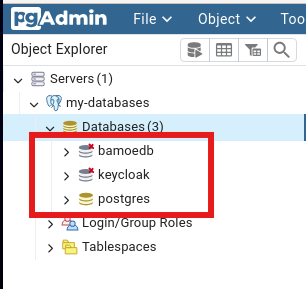 pgAdmin File Object Too
Object Explorer
Servers (1)
my-databases
Databases (3)
bamoedb
keycloak
postgres
Login/Group Roles
Tablespaces